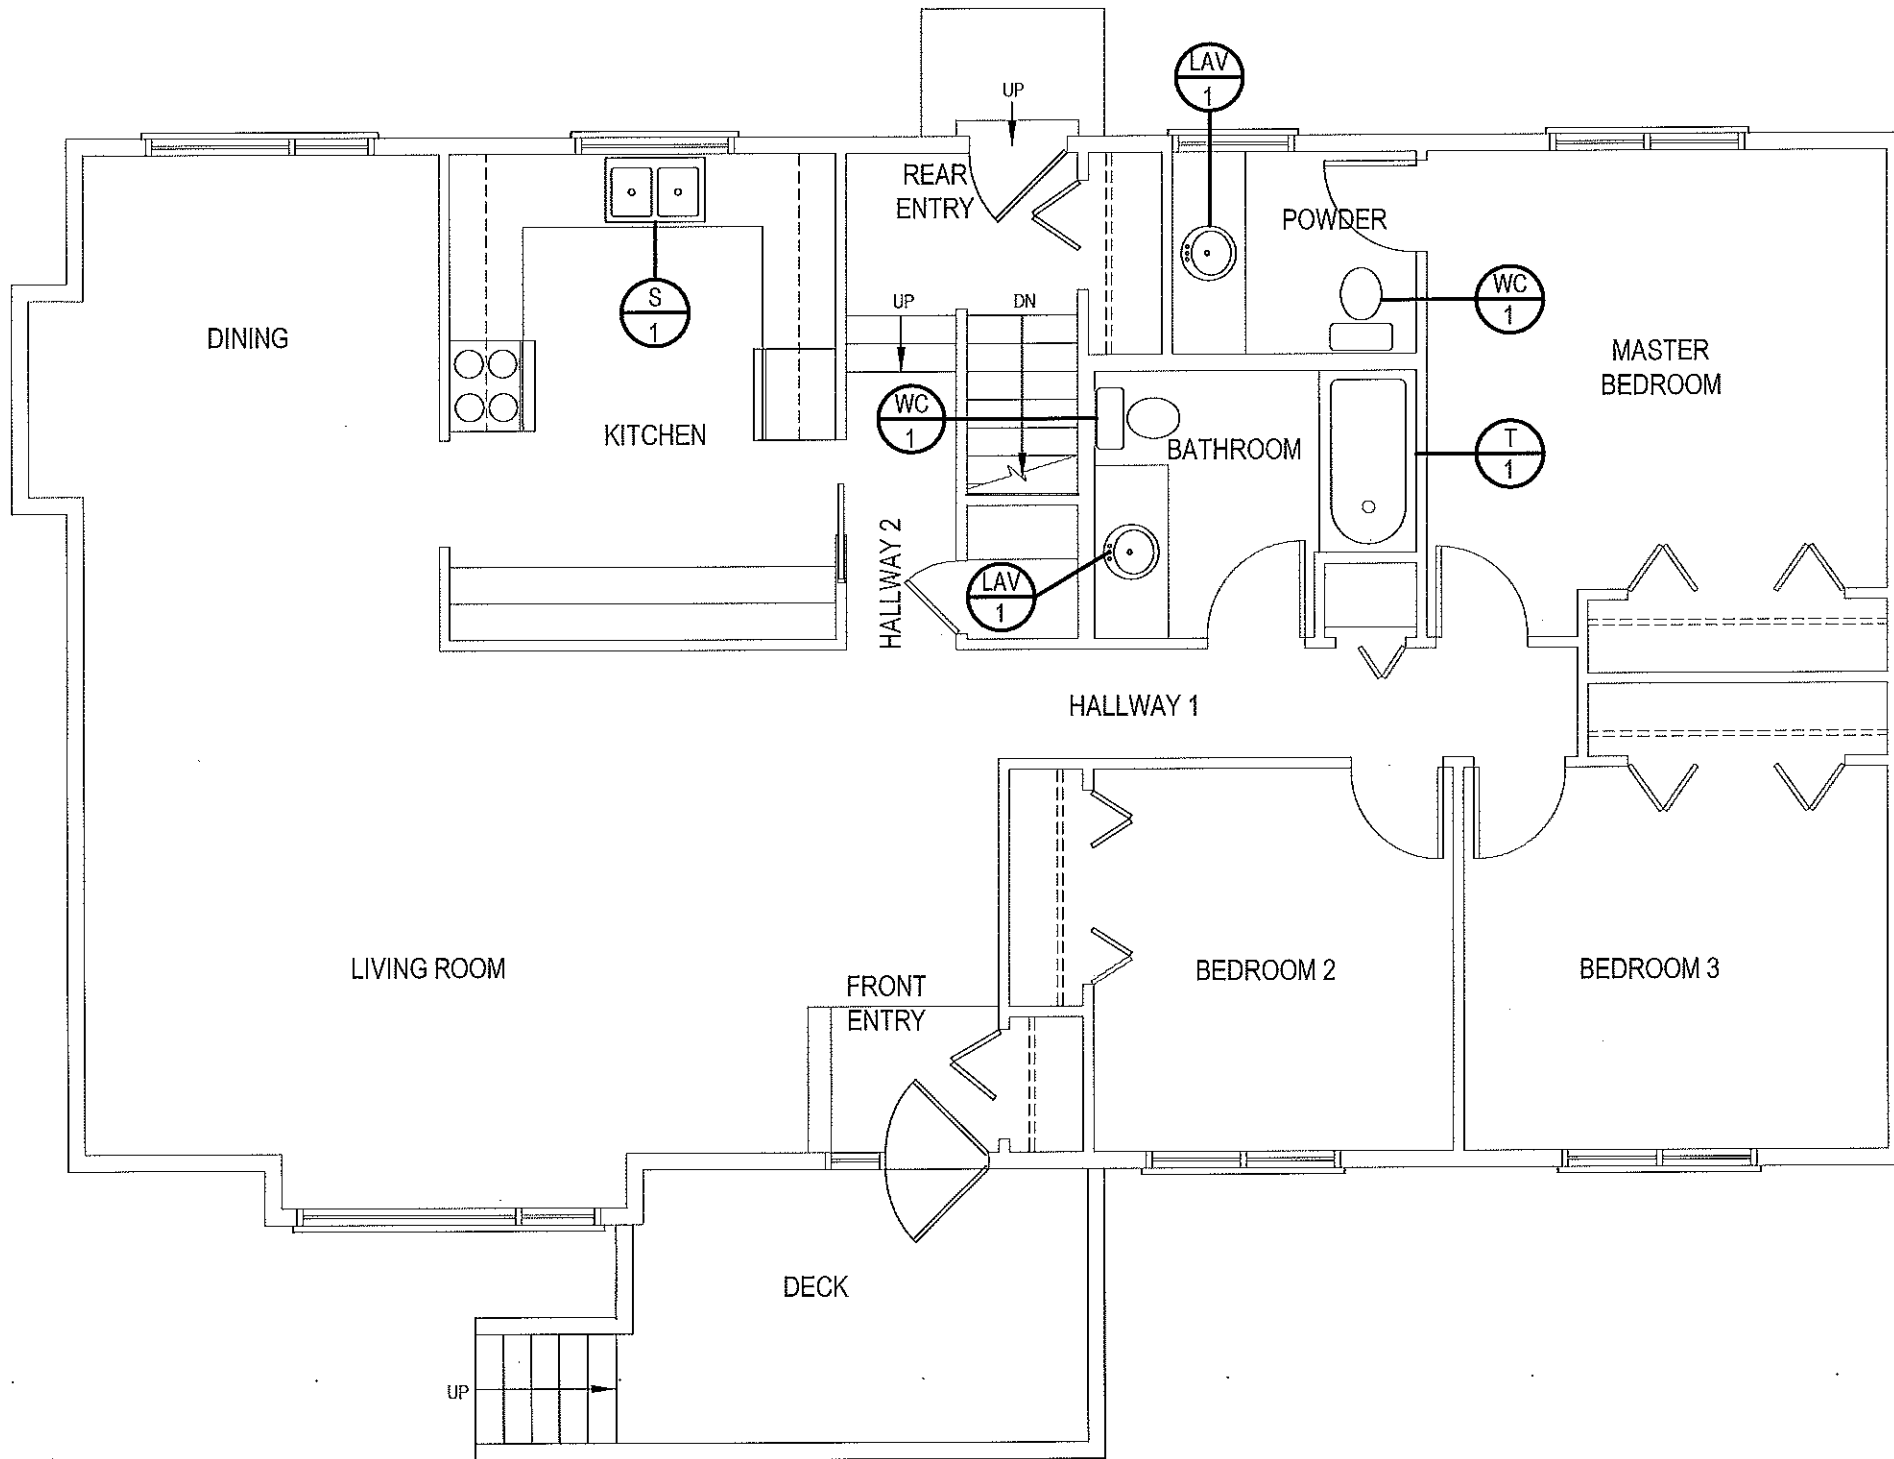 LAV
1
UP
REAR
ENTRY
POWDER
S
1
UP
DN
WC
1
DINING
MASTER
BEDROOM
WC
1
KITCHEN
BATHROOM
T
1
HALLWAY 2
LAV
1
HALLWAY 1
LIVING ROOM
FRONT
ENTRY
BEDROOM 2
BEDROOM 3
DECK
UP